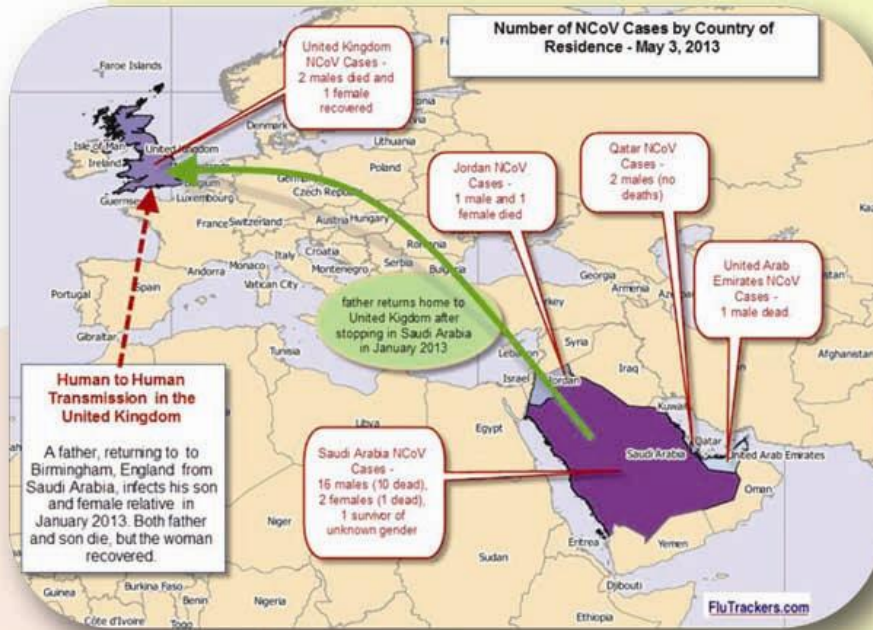 Number of NCoV Cases by Country of
Residence - May 3, 2013
United Kingdom
NCoV Cases -
2 males died and
1 female
recovered
Jordan NCoV
Cases -
1 male and 1
female died
Qatar NCoV
Cases -
2 males (no
deaths)
United Arab
Emirates NCoV
Cases -
1 male dead.
father returns home to
United Kigdom after
stopping in Saudi Arabia
in January 2013
Human to Human
Transmission in the
United Kingdom
A father, returning to to
Birmingham, England from
Saudi Arabia, infects his son
and female relative in
January 2013. Both father
and son die, but the woman
recovered.
Saudi Arabia NCoV
Cases -
16 males (10 dead),
2 females (1 dead),
1 survivor of
unknown gender
Faroe Islands
Isle of Man
United Kingdom
Ireland
Guernse
Denmark
Lithuania
Poland
Belgium
Luxembourg
Czech Republic
France
Switzerland
Austria
Hungary
Romania
Italy
Croatia
Serbia
Bulgaria
Andorra
Monaco
Montenegro
Vatican City
Portugal
Spain
Gibraltar
Georgia
Armenia
Tunisia
Syria
Leban
Israel
Jordan
Iraq
Kuwait
Afghanistan
Libya
Egypt
Saudi Arabia
Qatar
United Arab Emirates
Oman
Niger
Sudan
Eritrea
Yemen
Djibouti
Ethiopia
Guinea
Burkina Faso
Benin
Nigeria
Côte d'Ivoire
Togo
FluTrackers.com